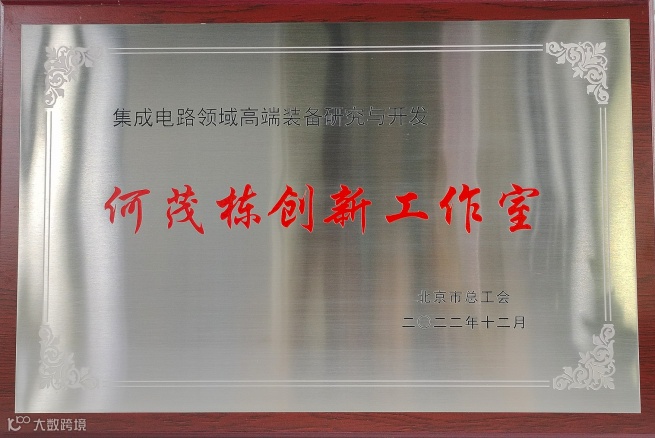 集成电路领域高端装备研究与开发
何茂栋创新工作室
北京市总工会
二〇二二年十二月
大数跨境